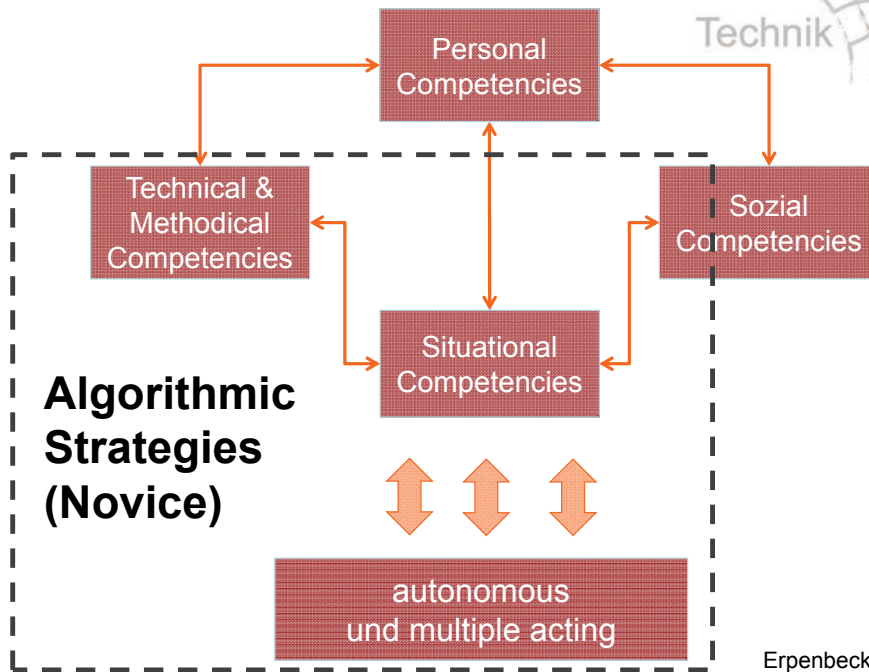 Technik
Personal
Competencies
Technical &
Methodical
Competencies
Sozial
Competencies
Situational
Competencies
Algorithmic
Strategies
(Novice)
autonomous
und multiple acting
Erpenbeck